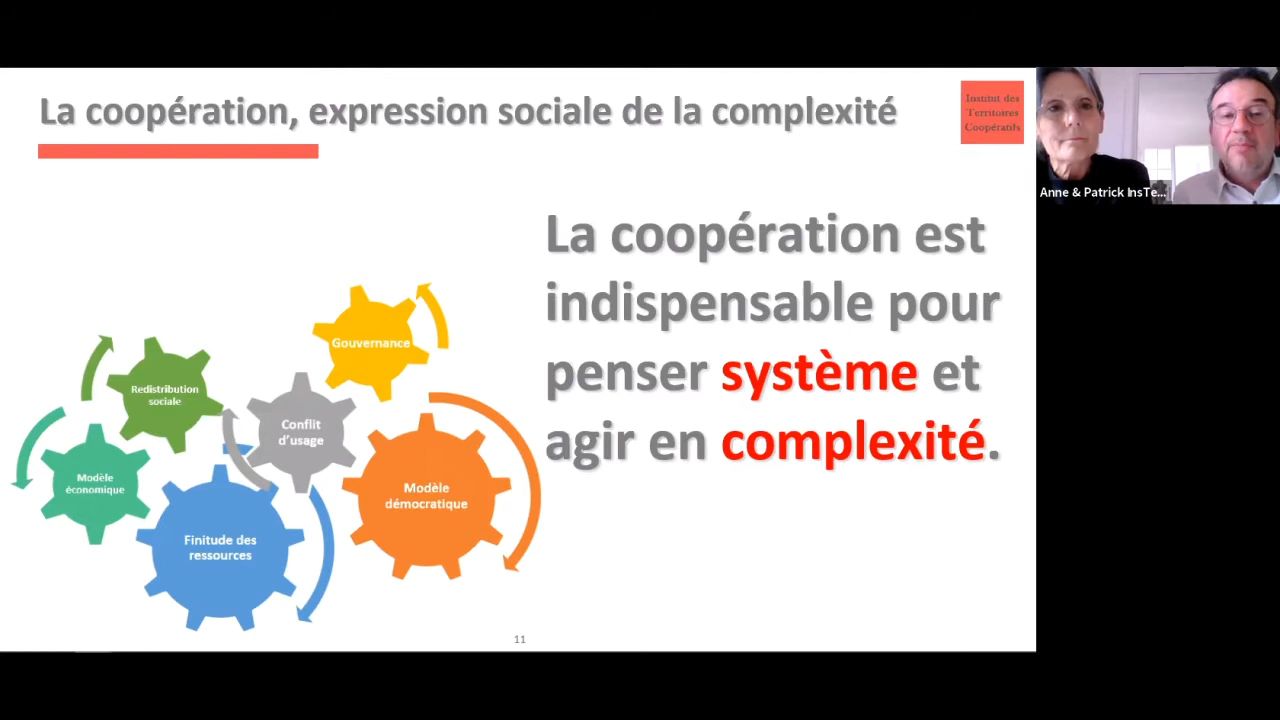 La coopération, expression sociale de la complexité
Institut des
Territoires
Coopératifs
Anne & Patrick InsTe...
La coopération est
indispensable pour
penser système et
agir en complexité.
Gouvernance
Redistribution
sociale
Conflit
d'usage
Modèle
économique
Modèle
démocratique
Finitude des
ressources
11